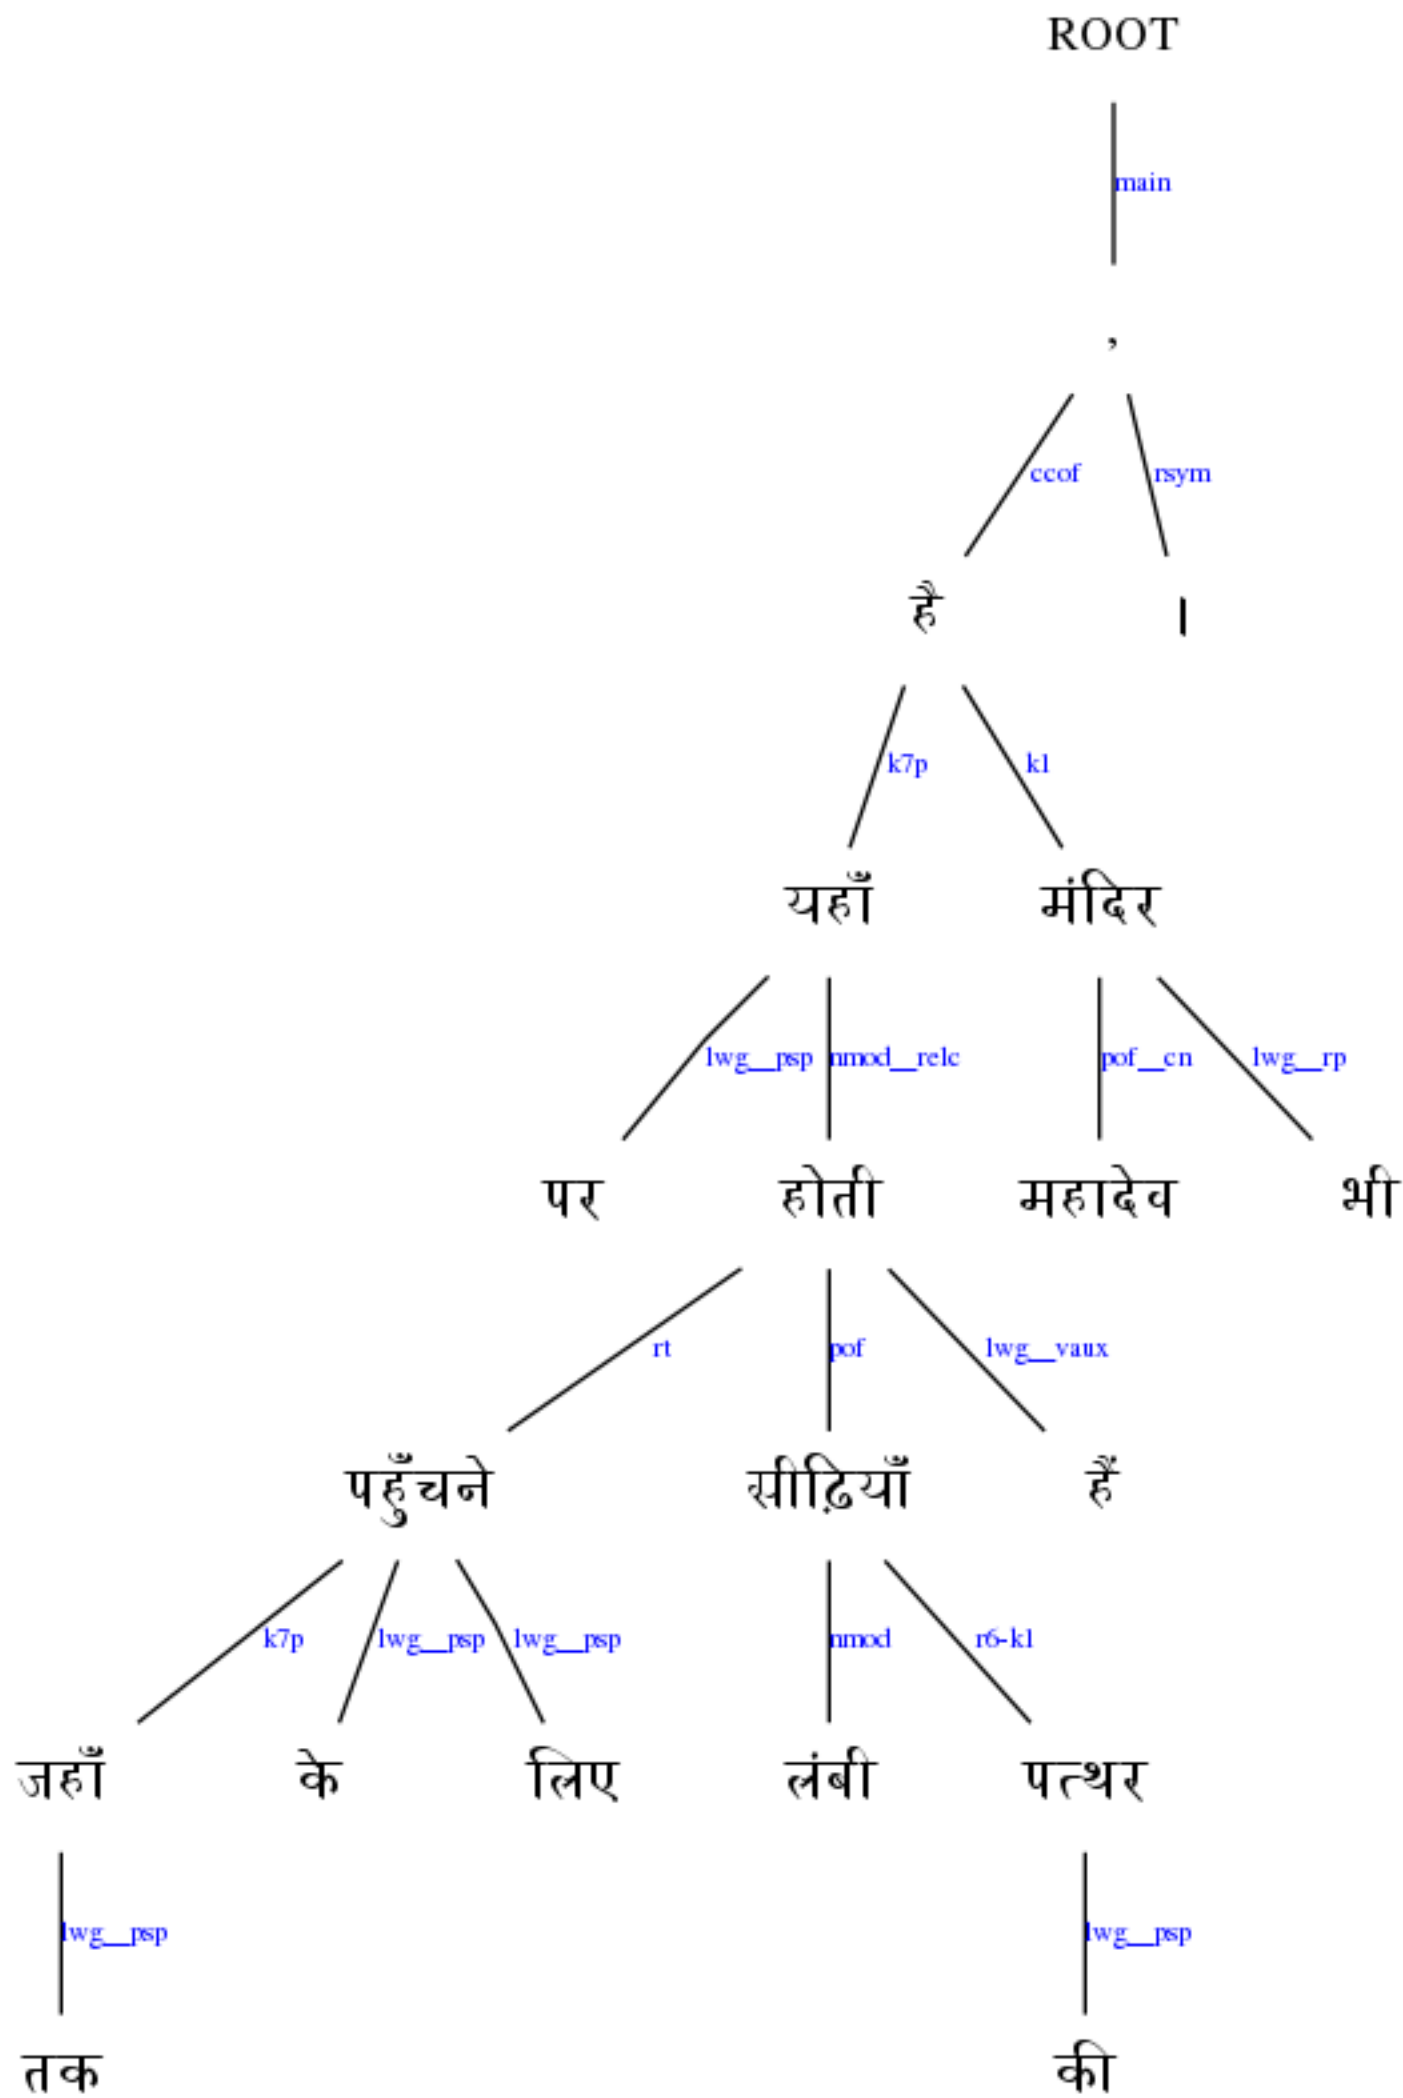 ROOT
main
,
ccof rsym
है ।
k7p k1
यहाँ मंदिर
lwg__psp nmod__relc pof__cn lwg__rp
पर होती महादेव भी
rt pof lwg__vaux
पहुँचने सीढ़ियाँ हैं
k7p lwg__psp lwg__psp nmod r6-k1
जहाँ के लिए लंबी पत्थर
lwg__psp lwg__psp
तक की